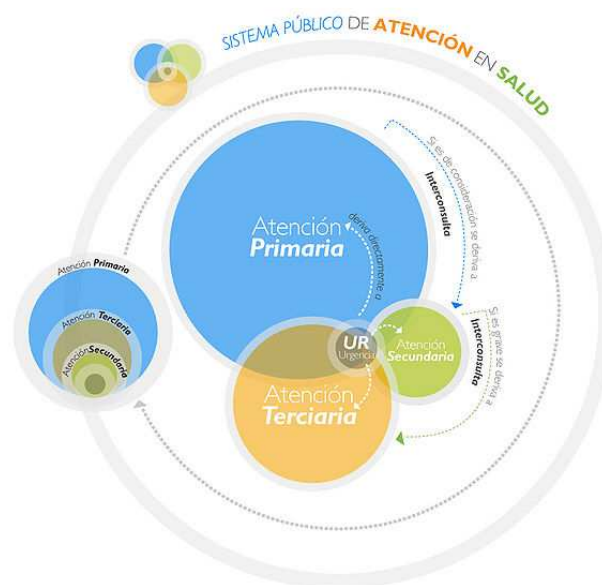 SISTEMA PÚBLICO DE ATENCIÓN EN SALUD
Atención
Primaria
deriva directamente a
Si es de consideración se deriva a
Interconsulta
Atención Primaria
Atención Terciaria
Atención Secundaria
UR
Urgencia
Atención
Secundaria
Si es grave se deriva a
Interconsulta
Atención
Terciaria